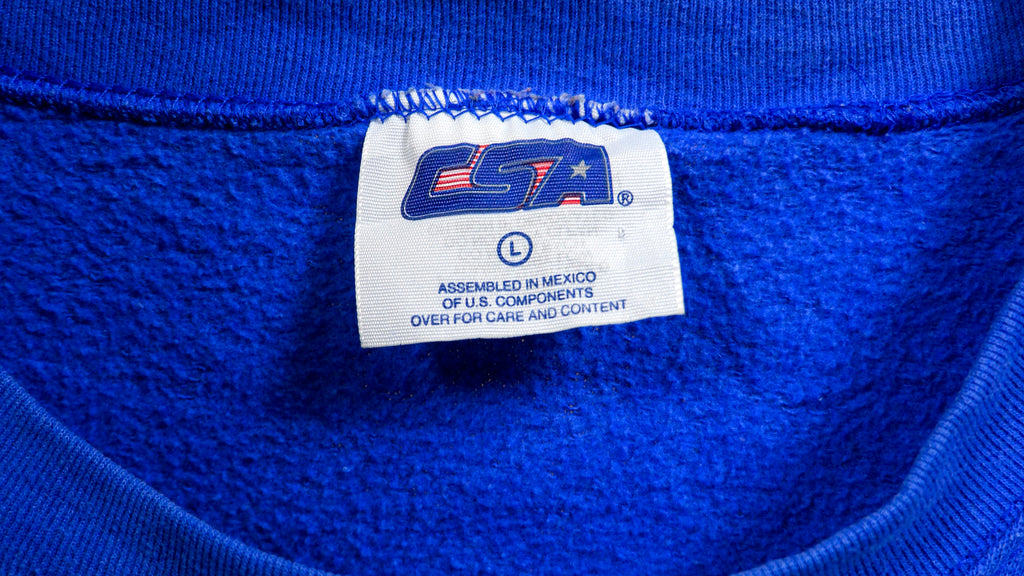 CSA®
L
ASSEMBLED IN MEXICO
OF U.S. COMPONENTS
OVER FOR CARE AND CONTENT